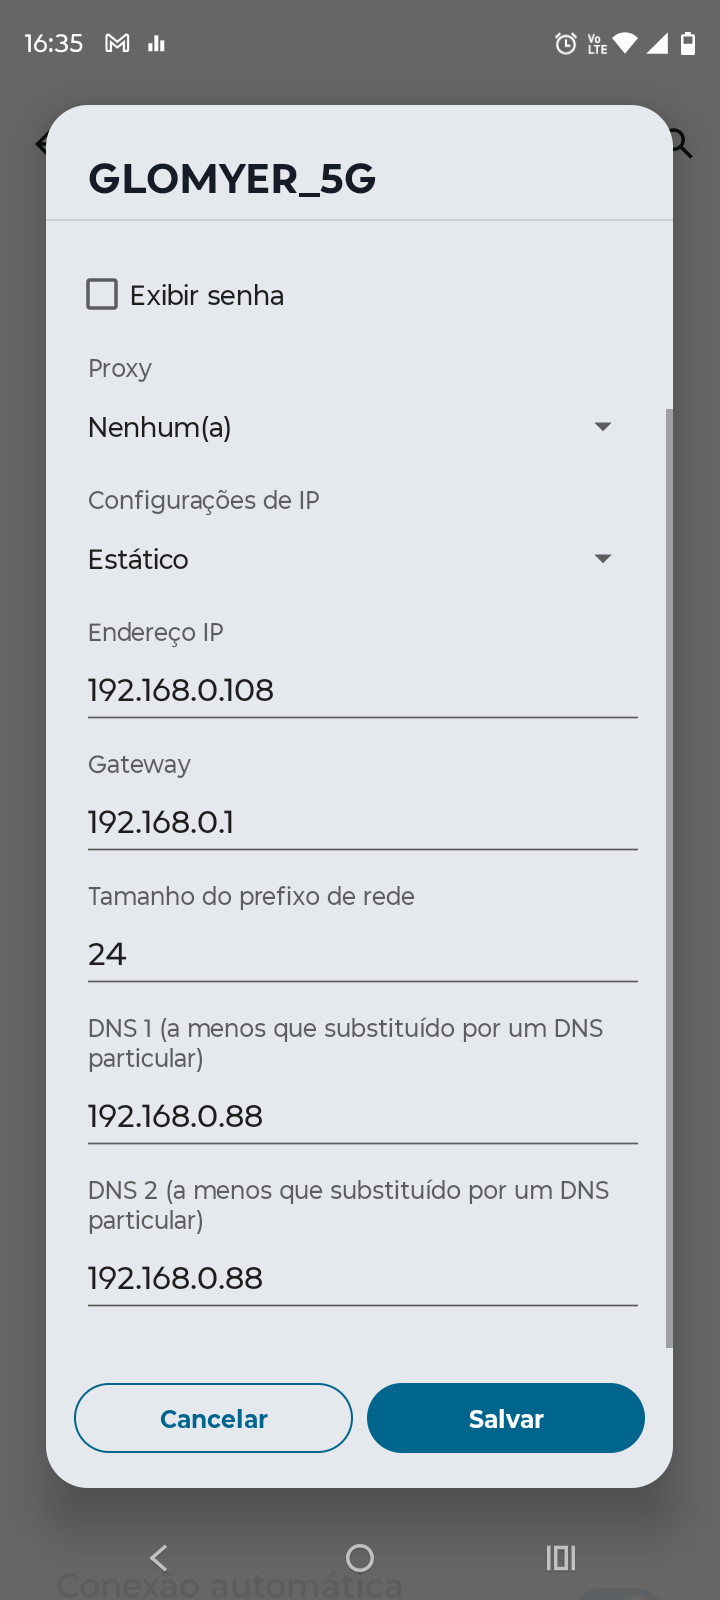 16:35
Vo LTE
GLOMYER_5G
Exibir senha
Proxy
Nenhum(a)
Configurações de IP
Estático
Endereço IP
192.168.0.108
Gateway
192.168.0.1
Tamanho do prefixo de rede
24
DNS 1 (a menos que substituído por um DNS
particular)
192.168.0.88
DNS 2 (a menos que substituído por um DNS
particular)
192.168.0.88
Cancelar Salvar
Conexão automática